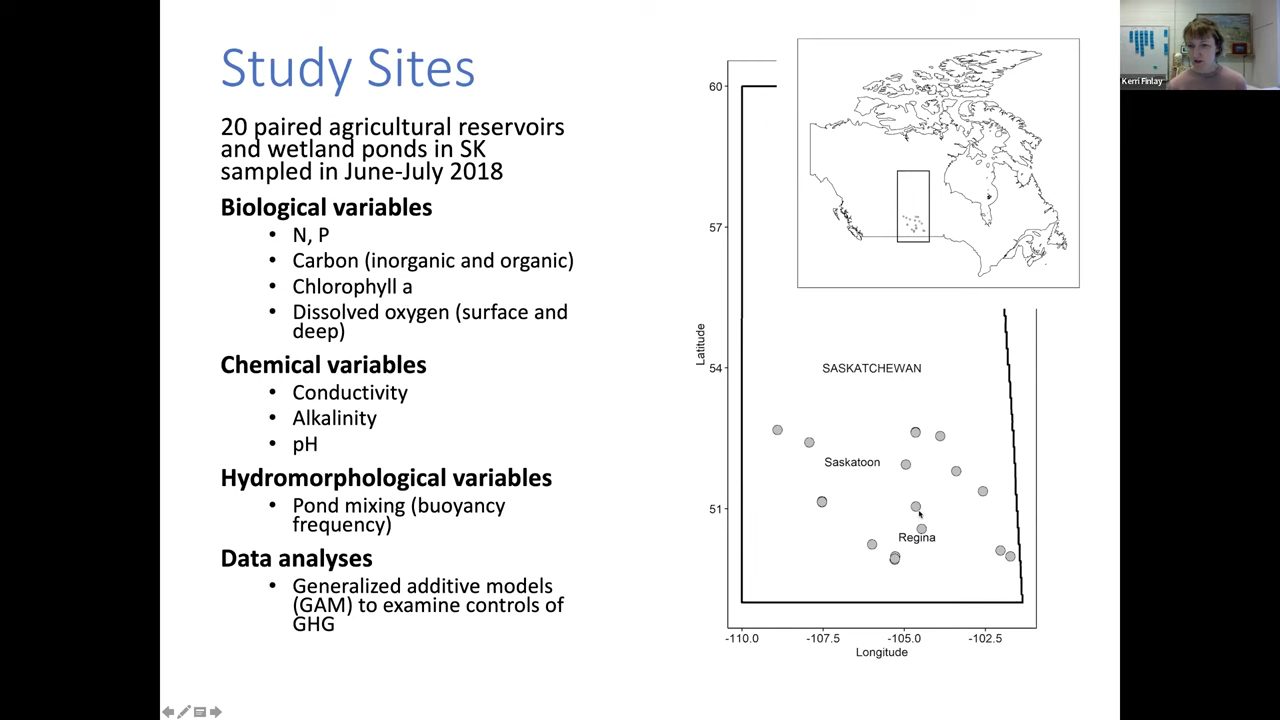 Study Sites
20 paired agricultural reservoirs
and wetland ponds in SK
sampled in June-July 2018
Biological variables
• N, P
• Carbon (inorganic and organic)
• Chlorophyll a
• Dissolved oxygen (surface and
deep)
Chemical variables
• Conductivity
• Alkalinity
• pH
Hydromorphological variables
• Pond mixing (buoyancy
frequency)
Data analyses
• Generalized additive models
(GAM) to examine controls of
GHG
60
57
54
51
Latitude
SASKATCHEWAN
Saskatoon
Regina
-110.0
-107.5
-105.0
-102.5
Longitude
Kerri Finlay